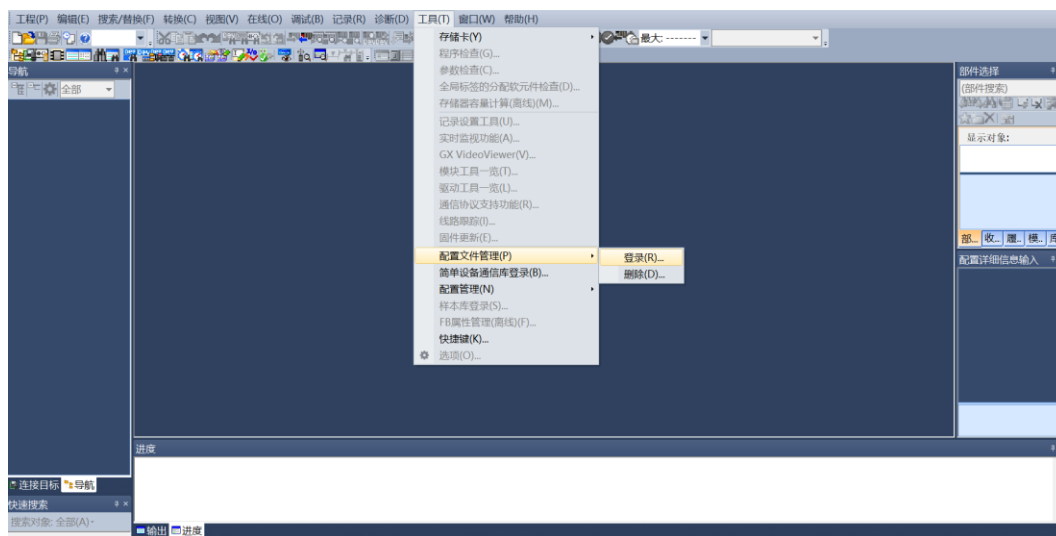 工程(P) 编辑(E) 搜索/替换(F) 转换(C) 视图(V) 在线(O) 调试(B) 记录(R) 诊断(D) 工具(T) 窗口(W) 帮助(H)
最大: -------
导航
全部
存储卡(Y)
程序检查(G)...
参数检查(C)...
全局标签的分配软元件检查(D)...
存储器容量计算(离线)(M)...
记录设置工具(U)...
实时监视功能(A)...
GX VideoViewer(V)...
模块工具一览(T)...
驱动工具一览(L)...
通信协议支持功能(R)...
线路跟踪(I)...
固件更新(E)...
配置文件管理(P)
登录(R)...
删除(D)...
简单设备通信库登录(B)...
配置管理(N)
样本库登录(S)...
FB属性管理(离线)(F)...
快捷键(K)...
选项(O)...
部件选择
(部件搜索)
显示对象:
部... 收... 履... 模... 库
配置详细信息输入
进度
连接目标 导航
快速搜索
搜索对象: 全部(A)
输出 进度